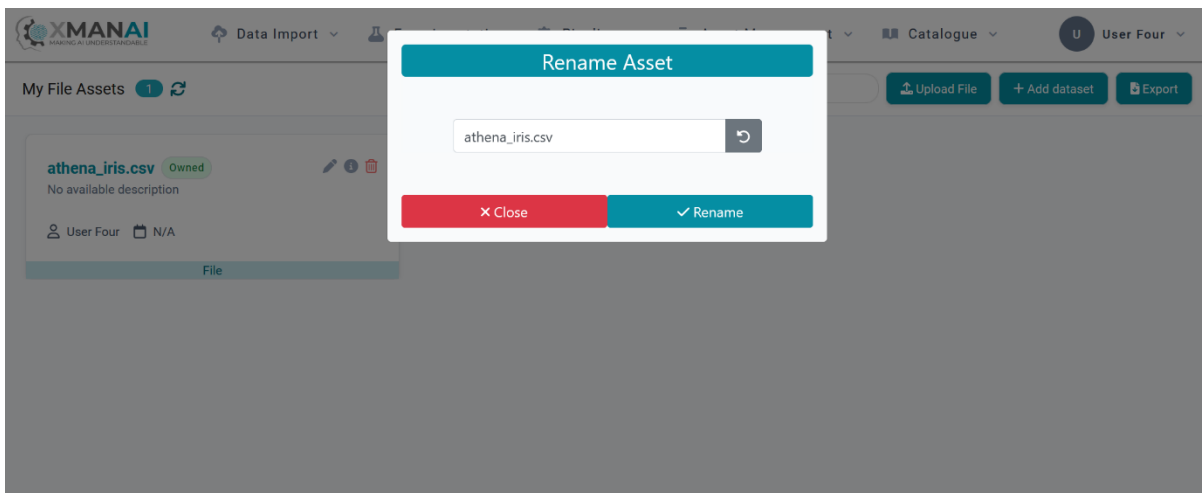 XMANAI
MAKING AI UNDERSTANDABLE
Data Import
Catalogue
U
User Four
Rename Asset
My File Assets 1
Upload File
+ Add dataset
Export
athena_iris.csv
athena_iris.csv Owned
No available description
Close
Rename
User Four
N/A
File